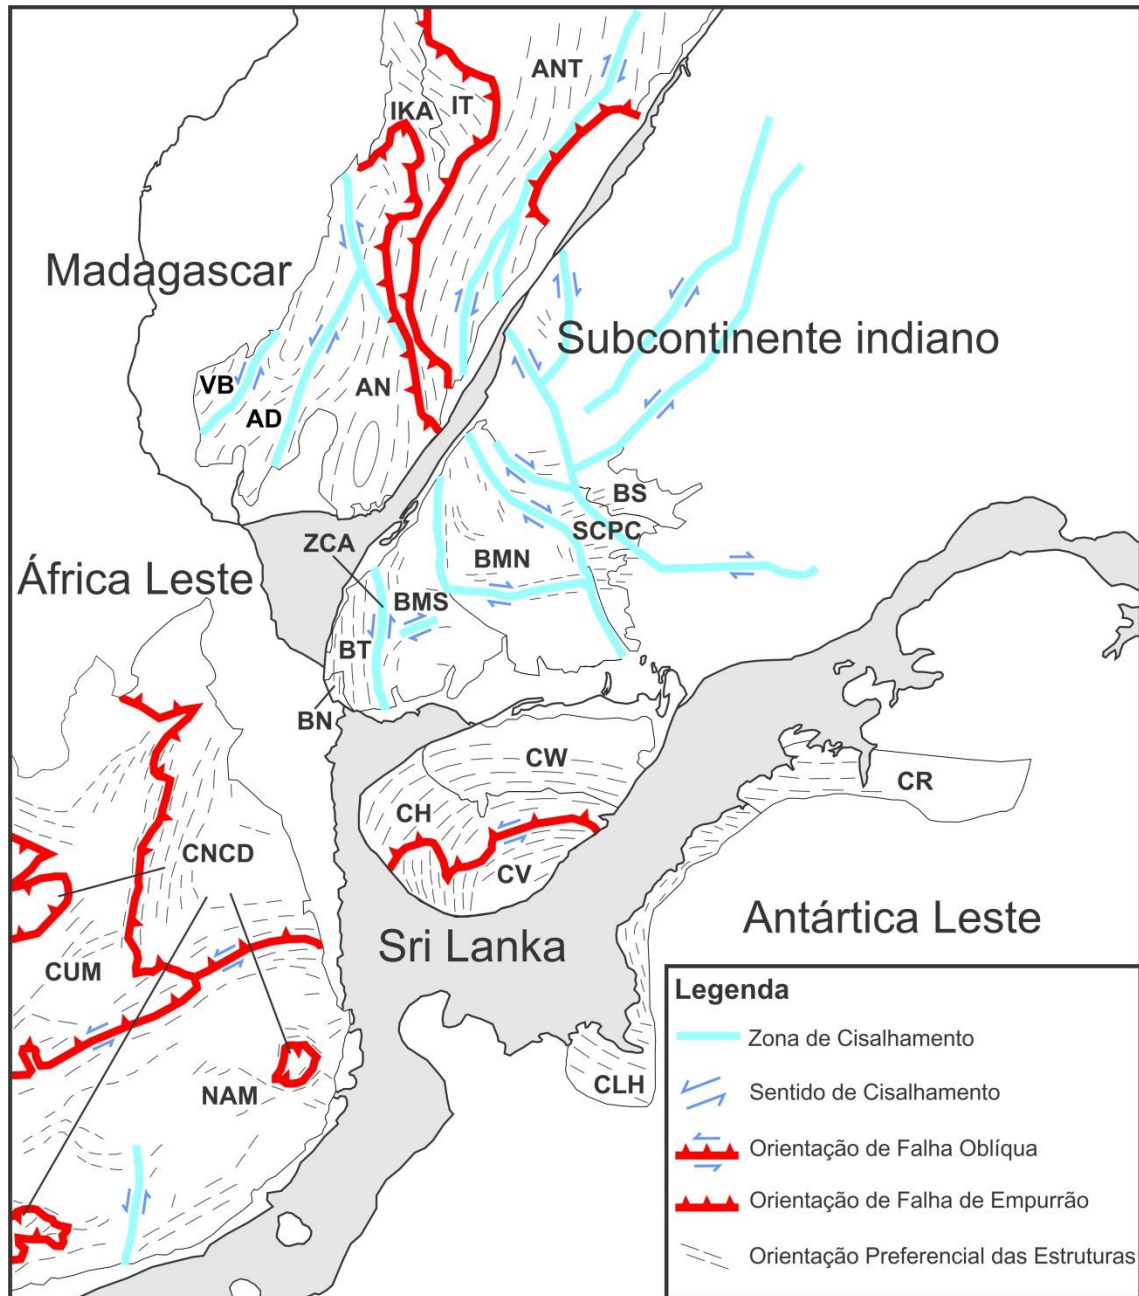 ANT
IT
IKA
Madagascar
Subcontinente indiano
VB
AN
AD
BS
SCPC
ZCA
BMN
África Leste
BMS
BT
BN
CW
CR
CH
CNCD
CV
Antártica Leste
Sri Lanka
CUM
NAM
CLH
Legenda
Zona de Cisalhamento
Sentido de Cisalhamento
Orientação de Falha Oblíqua
Orientação de Falha de Empurrão
Orientação Preferencial das Estruturas